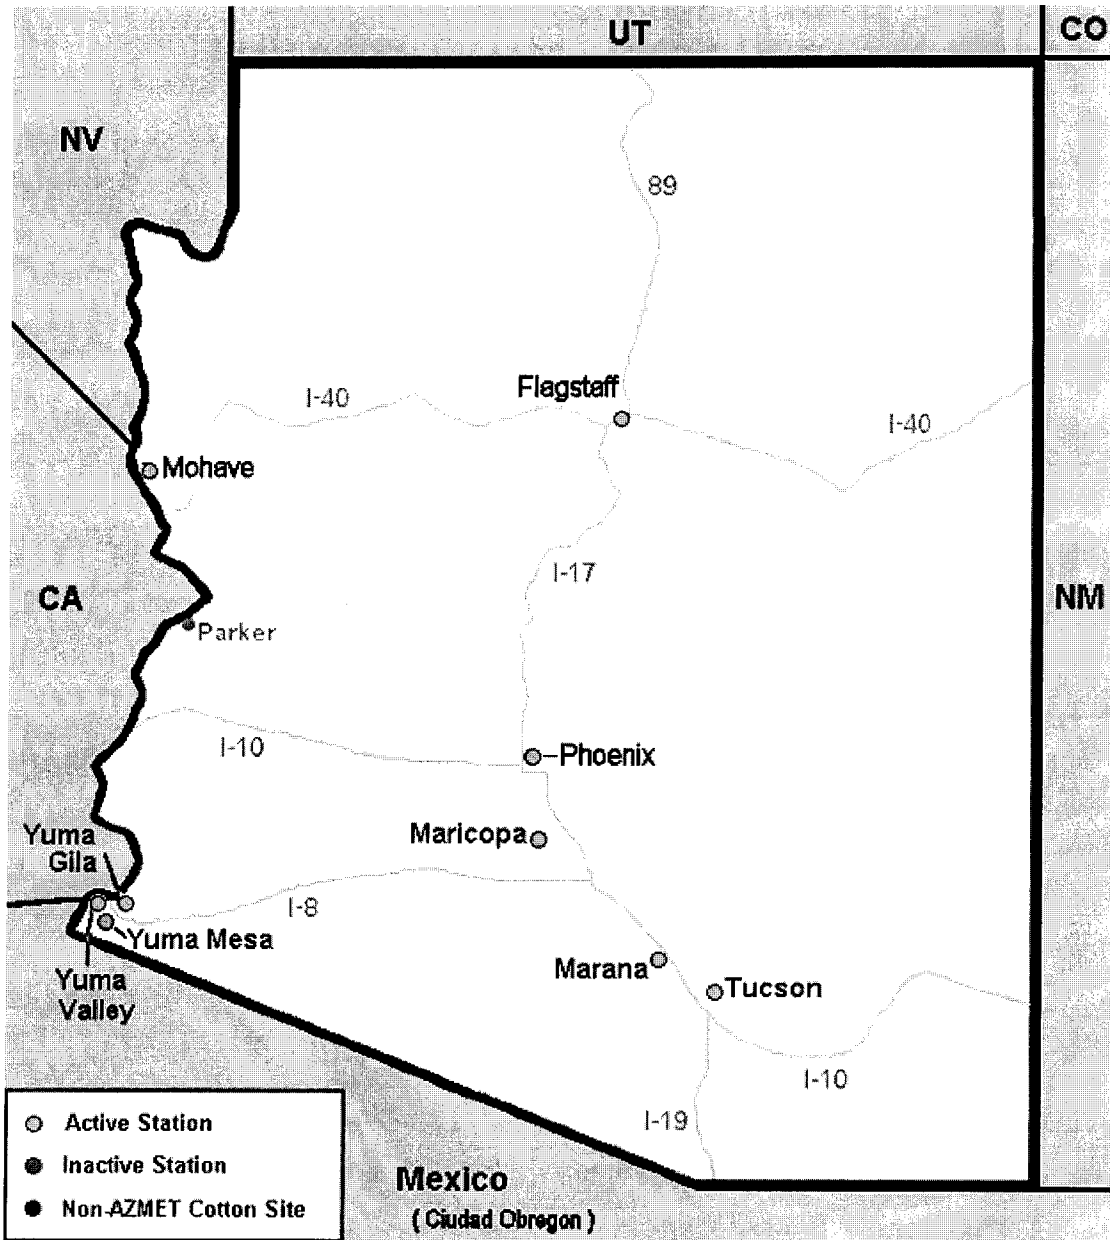 UT
CO
NV
89
Flagstaff
I-40
I-40
Mohave
I-17
CA
NM
Parker
I-10
Phoenix
Maricopa
Yuma
Gila
I-8
Yuma Mesa
Marana
Yuma
Valley
Tucson
I-10
I-19
Active Station
Inactive Station
Non-AZMET Cotton Site
Mexico
( Ciudad Obregon )